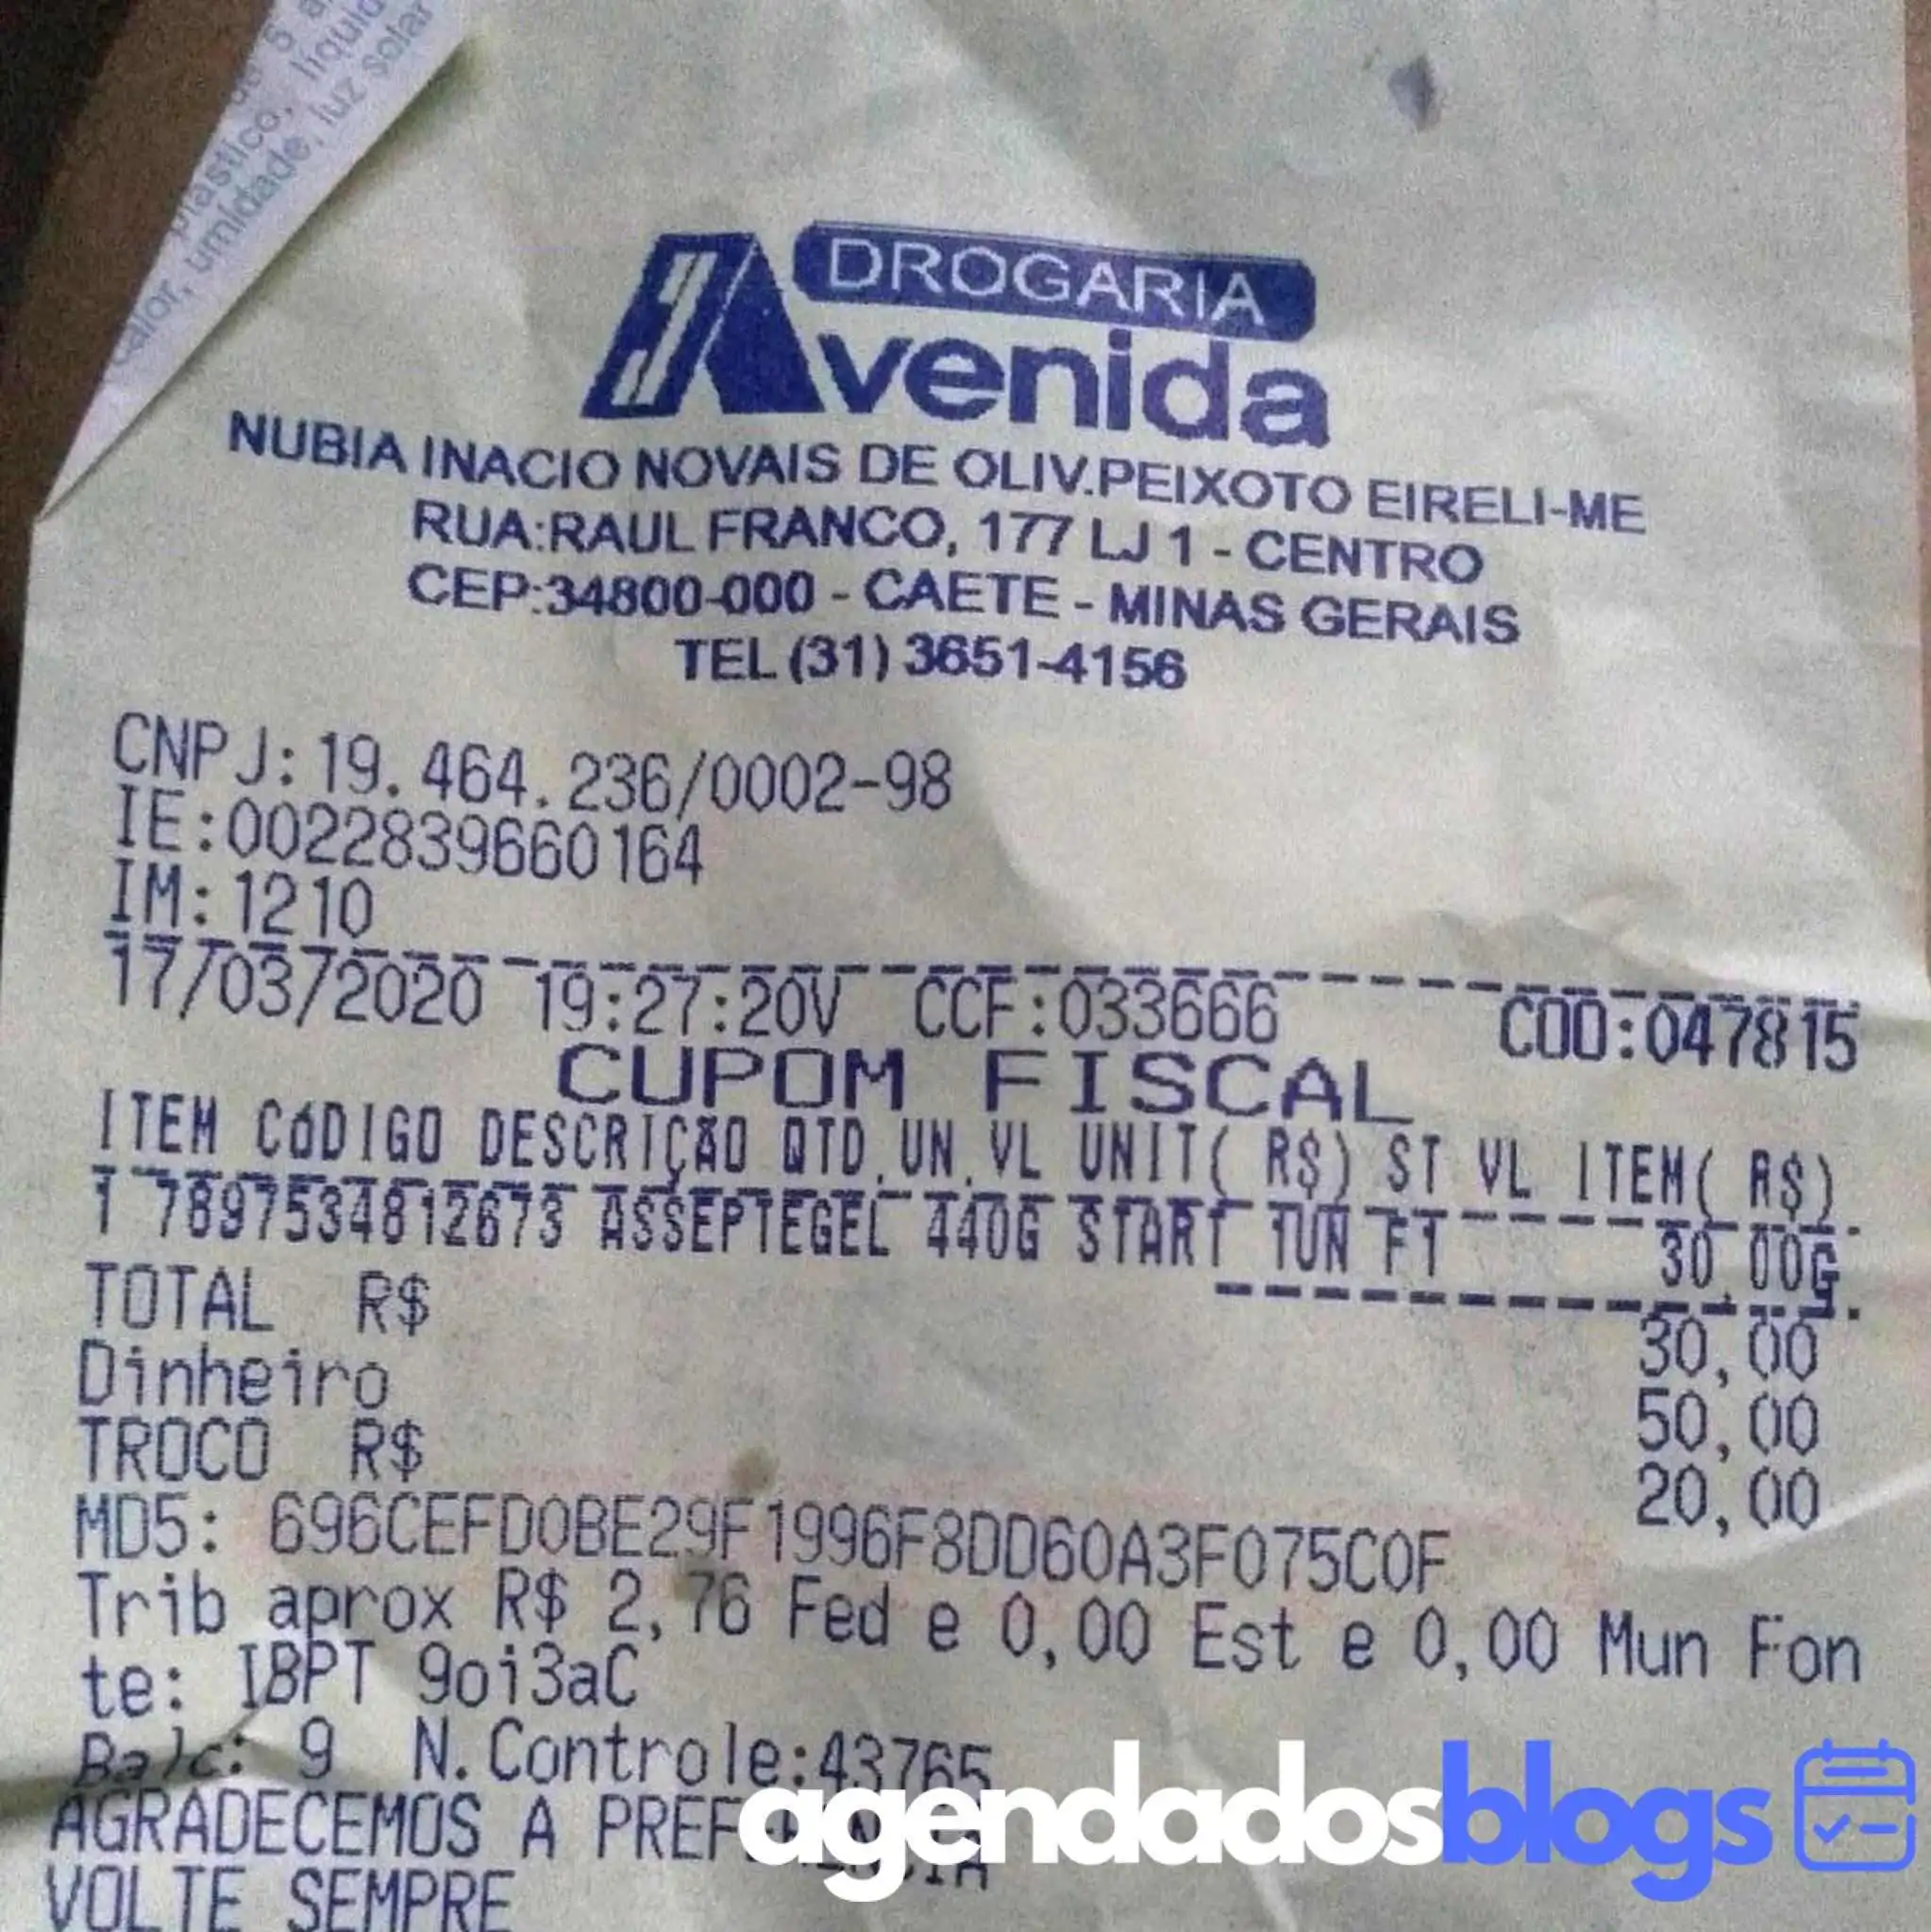 de 5 a
plástico, líquid
calor, umidade, luz solar
DROGARIA
Avenida
NUBIA INACIO NOVAIS DE OLIV.PEIXOTO EIRELI-ME
RUA:RAUL FRANCO, 177 LJ 1 - CENTRO
CEP:34800-000 - CAETE - MINAS GERAIS
TEL (31) 3651-4156
CNPJ:19.464.236/0002-98
IE:0022839660164
IM:1210
17/03/2020 19:27:20V CCF:033666 COO:047815
CUPOM FISCAL
ITEM CóDIGO DESCRIÇÃO QTD.UN.VL UNIT( R$) ST VL ITEM( R$)
1 7897534812673 ASSEPTEGEL 440G START 1UN F1 30,00G
TOTAL R$ 30,00
Dinheiro 50,00
TROCO R$ 20,00
MD5: 696CEFD0BE29F1996F8DD60A3F075C0F
Trib aprox R$ 2,76 Fed e 0,00 Est e 0,00 Mun Fon
te: IBPT 9oi3aC
Balc: 9 N.Controle:43765
AGRADECEMOS A PREFERENCIA
VOLTE SEMPRE
agendadosblogs